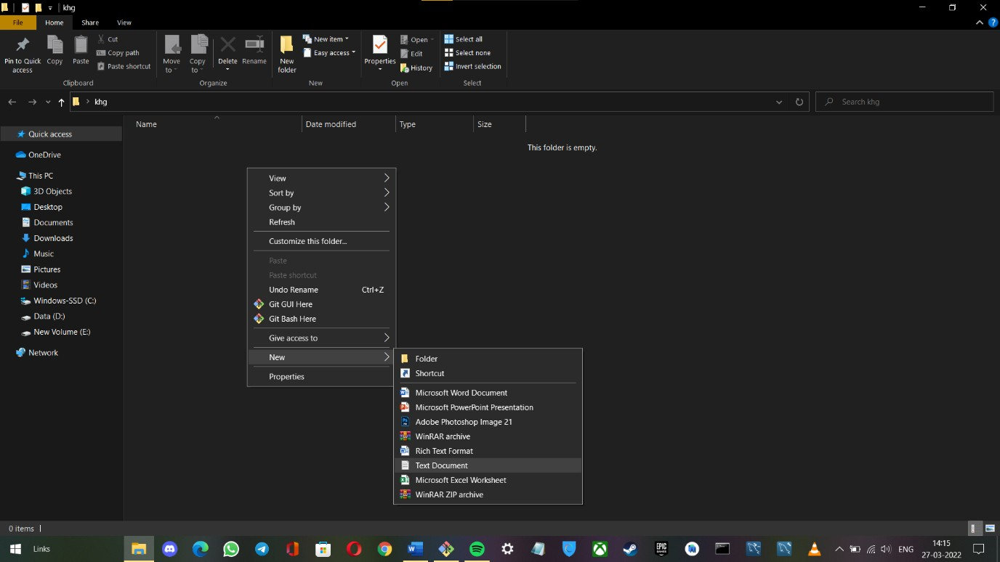 khg
File Home Share View
Pin to Quick access
Copy
Paste
Cut
Copy path
Paste shortcut
Clipboard
Move to
Copy to
Delete
Rename
Organize
New folder
New item
Easy access
New
Properties
Open
Edit
History
Open
Select all
Select none
Invert selection
Select
khg
Search khg
Name Date modified Type Size
This folder is empty.
Quick access
OneDrive
This PC
3D Objects
Desktop
Documents
Downloads
Music
Pictures
Videos
Windows-SSD (C:)
Data (D:)
New Volume (E:)
Network
View
Sort by
Group by
Refresh
Customize this folder...
Paste
Paste shortcut
Undo Rename Ctrl+Z
Git GUI Here
Git Bash Here
Give access to
New
Properties
Folder
Shortcut
Microsoft Word Document
Microsoft PowerPoint Presentation
Adobe Photoshop Image 21
WinRAR archive
Rich Text Format
Text Document
Microsoft Excel Worksheet
WinRAR ZIP archive
0 items
Links
EPIC GAMES
ENG
14:15
27-03-2022